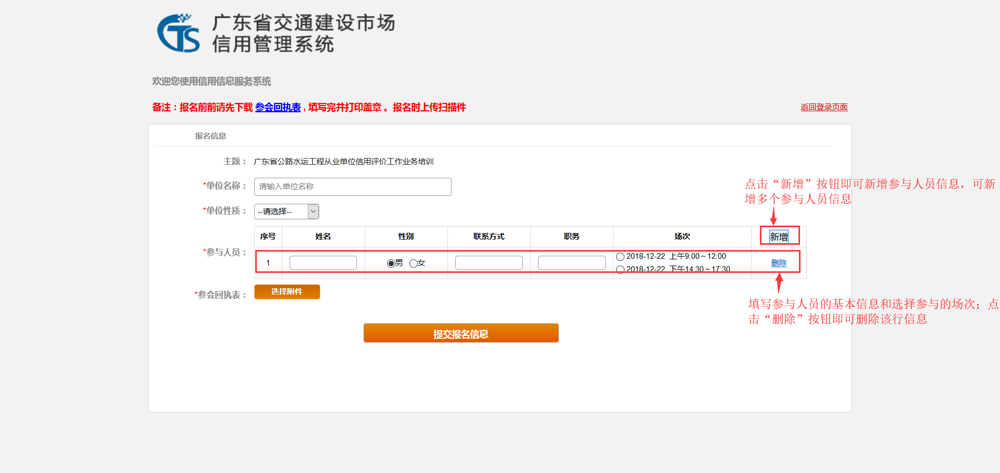 GTS
广东省交通建设市场
信用管理系统
欢迎您使用信用信息服务系统
备注：报名前前请先下载 参会回执表 , 填写完并打印盖章 。报名时上传扫描件
返回登录页面
报名信息
主题： 广东省公路水运工程从业单位信用评价工作业务培训
*单位名称： 请输入单位名称
点击“新增”按钮即可新增参与人员信息，可新
增多个参与人员信息
*单位性质： --请选择--
序号 姓名 性别 联系方式 职务 场次 新增
*参与人员：
1 男 女 2018-12-22 上午9:00～12:00 删除
2018-12-22 下午14:30～17:30
*参会回执表： 选择附件
填写参与人员的基本信息和选择参与的场次；点
击“删除”按钮即可删除该行信息
提交报名信息